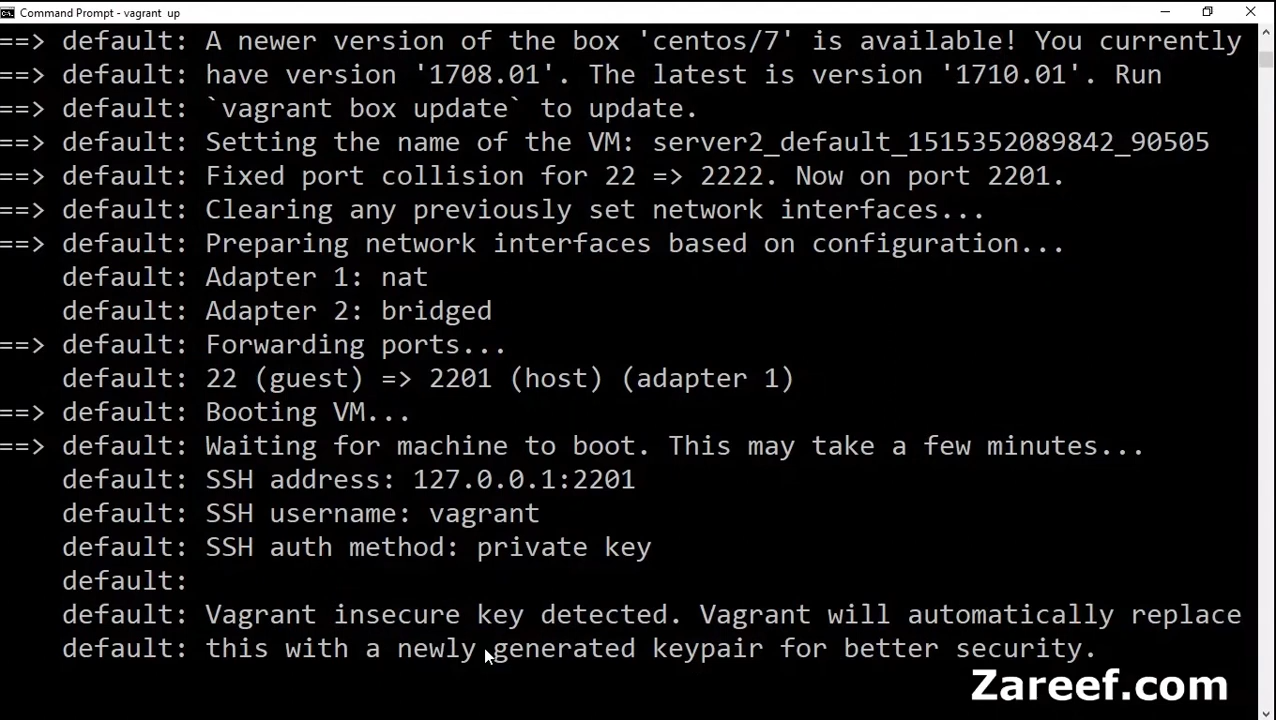 Command Prompt - vagrant  up
==> default: A newer version of the box 'centos/7' is available! You currently
==> default: have version '1708.01'. The latest is version '1710.01'. Run
==> default: `vagrant box update` to update.
==> default: Setting the name of the VM: server2_default_1515352089842_90505
==> default: Fixed port collision for 22 => 2222. Now on port 2201.
==> default: Clearing any previously set network interfaces...
==> default: Preparing network interfaces based on configuration...
    default: Adapter 1: nat
    default: Adapter 2: bridged
==> default: Forwarding ports...
    default: 22 (guest) => 2201 (host) (adapter 1)
==> default: Booting VM...
==> default: Waiting for machine to boot. This may take a few minutes...
    default: SSH address: 127.0.0.1:2201
    default: SSH username: vagrant
    default: SSH auth method: private key
    default:
    default: Vagrant insecure key detected. Vagrant will automatically replace
    default: this with a newly generated keypair for better security.
Zareef.com